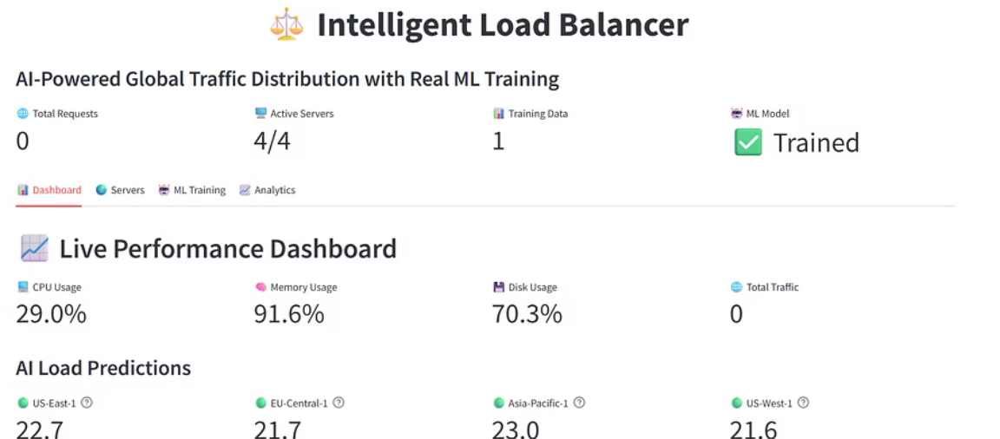 Intelligent Load Balancer
AI-Powered Global Traffic Distribution with Real ML Training
Total Requests Active Servers Training Data ML Model
0 4/4 1 Trained
Dashboard Servers ML Training Analytics
Live Performance Dashboard
CPU Usage Memory Usage Disk Usage Total Traffic
29.0% 91.6% 70.3% 0
AI Load Predictions
US-East-1 EU-Central-1 Asia-Pacific-1 US-West-1
22.7 21.7 23.0 21.6